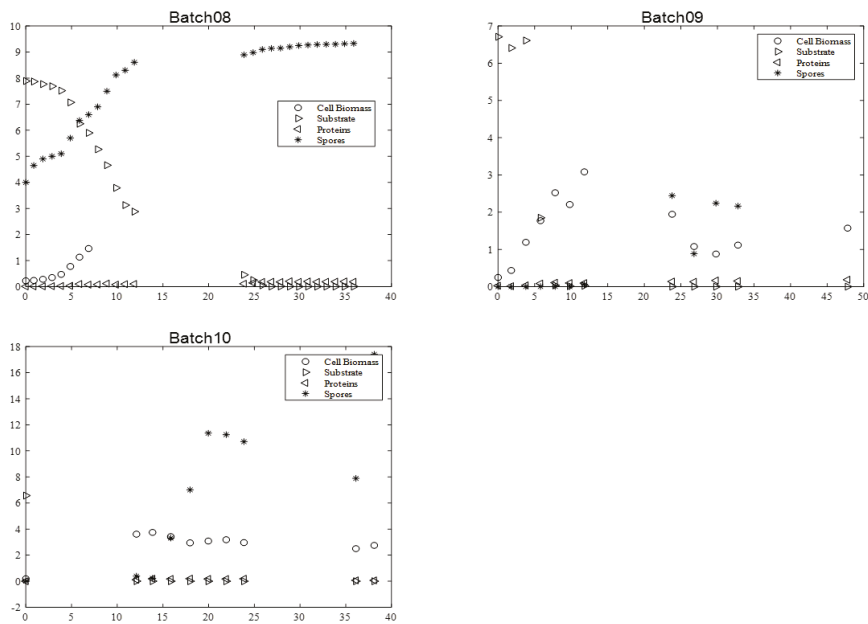 Batch08
10
9
8
7
6
5
4
3
2
1
0
Cell Biomass
Substrate
Proteins
Spores
0 5 10 15 20 25 30 35 40
Batch09
7
6
5
4
3
2
1
0
Cell Biomass
Substrate
Proteins
Spores
0 5 10 15 20 25 30 35 40 45 50
Batch10
18
16
14
12
10
8
6
4
2
0
-2
Cell Biomass
Substrate
Proteins
Spores
0 5 10 15 20 25 30 35 40